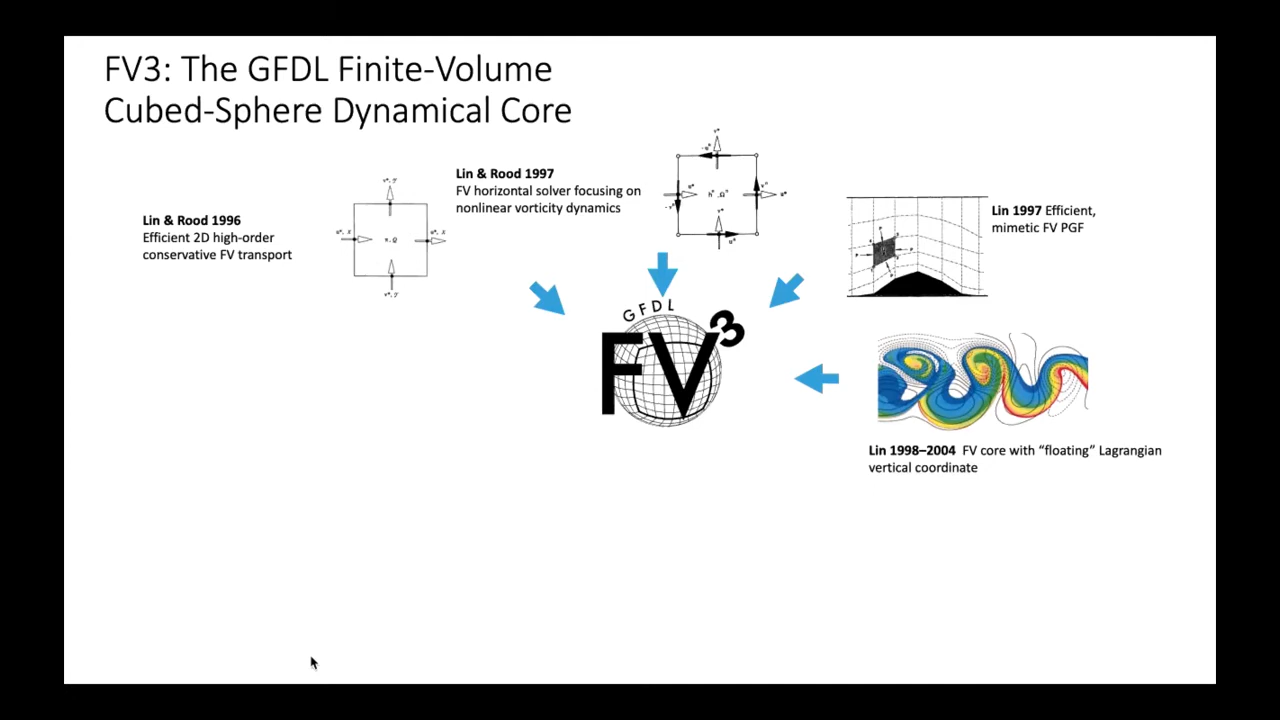 FV3: The GFDL Finite-Volume
Cubed-Sphere Dynamical Core
Lin & Rood 1996
Efficient 2D high-order
conservative FV transport
Lin & Rood 1997
FV horizontal solver focusing on
nonlinear vorticity dynamics
Lin 1997 Efficient,
mimetic FV PGF
GFDL
FV3
Lin 1998–2004 FV core with “floating” Lagrangian
vertical coordinate